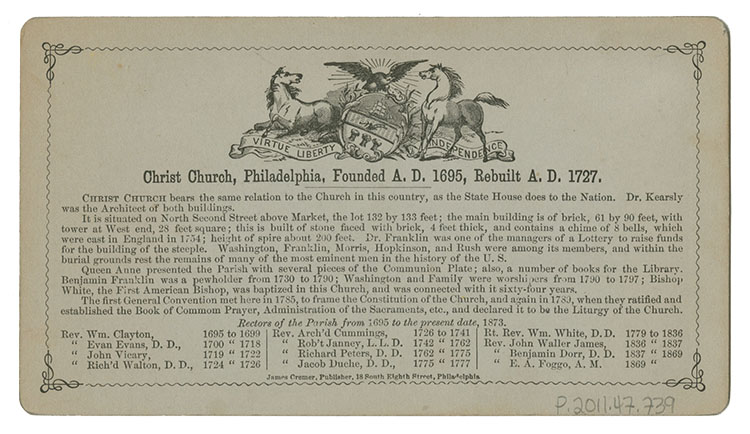 VIRTUE LIBERTY INDEPENDENCE
Christ Church, Philadelphia, Founded A. D. 1695, Rebuilt A. D. 1727.
CHRIST CHURCH bears the same relation to the Church in this country, as the State House does to the Nation. Dr. Kearsly
was the Architect of both buildings.
It is situated on North Second Street above Market, the lot 132 by 133 feet; the main building is of brick, 61 by 90 feet, with
tower at West end, 28 feet square; this is built of stone faced with brick, 4 feet thick, and contains a chime of 8 bells, which
were cast in England in 1754; height of spire about 200 feet. Dr. Franklin was one of the managers of a Lottery to raise funds
for the building of the steeple. Washington, Franklin, Morris, Hopkinson, and Rush were among its members, and within the
burial grounds rest the remains of many of the most eminent men in the history of the U. S.
Queen Anne presented the Parish with several pieces of the Communion Plate; also, a number of books for the Library.
Benjamin Franklin was a pewholder from 1730 to 1790; Washington and Family were worshipers from 1790 to 1797; Bishop
White, the First American Bishop, was baptized in this Church, and was connected with it sixty-four years.
The first General Convention met here in 1785, to frame the Constitution of the Church, and again in 1789, when they ratified and
established the Book of Commom Prayer, Administration of the Sacraments, etc., and declared it to be the Liturgy of the Church.
Rectors of the Parish from 1695 to the present date, 1873.
Rev. Wm. Clayton, 1695 to 1699 Rev. Arch'd Cummings, 1726 to 1741 Rt. Rev. Wm. White, D. D. 1779 to 1836
" Evan Evans, D. D., 1700 " 1718 " Rob't Janney, L. L. D. 1742 " 1762 Rev. John Waller James, 1836 " 1837
" John Vicary, 1719 " 1722 " Richard Peters, D. D. 1762 " 1775 " Benjamin Dorr, D. D. 1837 " 1869
" Rich'd Walton, D. D., 1724 " 1726 " Jacob Duche, D. D., 1775 " 1777 " E. A. Foggo, A. M. 1869 "
James Cremer, Publisher, 18 South Eighth Street, Philadelphia
P.2011.47.739